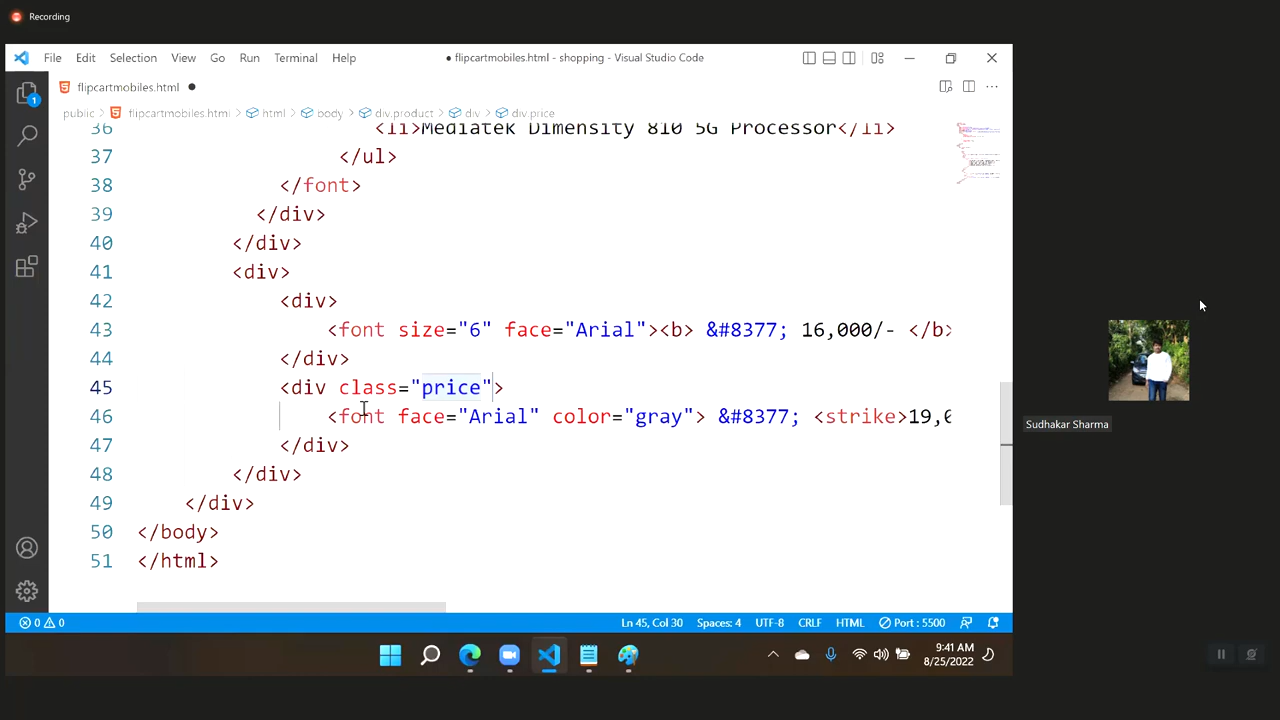 Recording
File Edit Selection View Go Run Terminal Help
● flipcartmobiles.html - shopping - Visual Studio Code
flipcartmobiles.html ●
public > flipcartmobiles.html > html > body > div.product > div > div.price
36 <li>Mediatek Dimensity 810 5G Processor</li>
37 </ul>
38 </font>
39 </div>
40 </div>
41 <div>
42 <div>
43 <font size="6" face="Arial"><b> &#8377; 16,000/- </b>
44 </div>
45 <div class="price">
46 <font face="Arial" color="gray"> &#8377; <strike>19,0
47 </div>
48 </div>
49 </div>
50 </body>
51 </html>
1
Sudhakar Sharma
0 0 Ln 45, Col 30 Spaces: 4 UTF-8 CRLF HTML Port : 5500
9:41 AM
8/25/2022